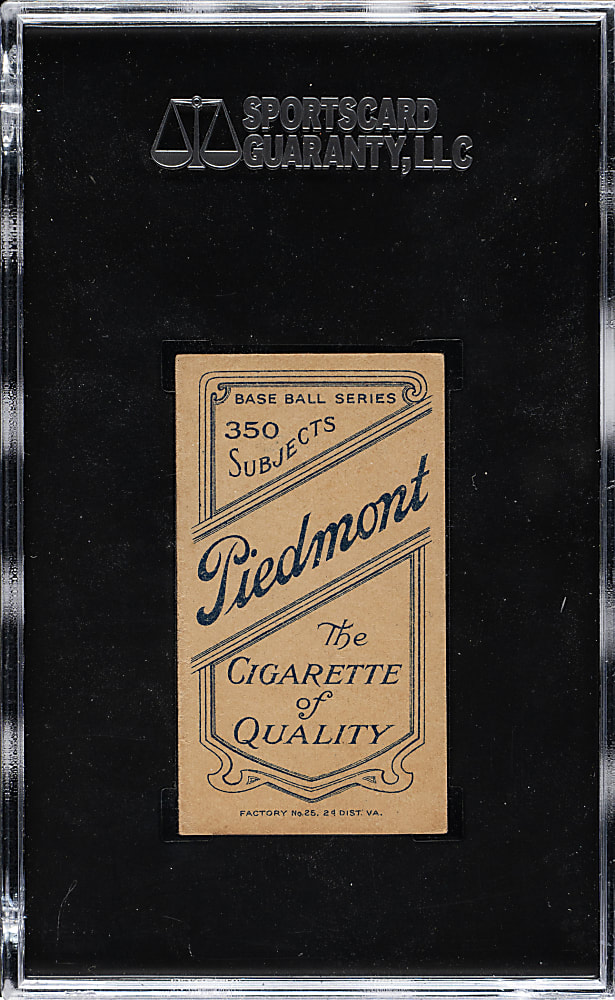 SPORTSCARD
GUARANTY, LLC
BASE BALL SERIES
350
SUBJECTS
Piedmont
The
CIGARETTE
of
QUALITY
FACTORY No. 25, 2d DIST. VA.